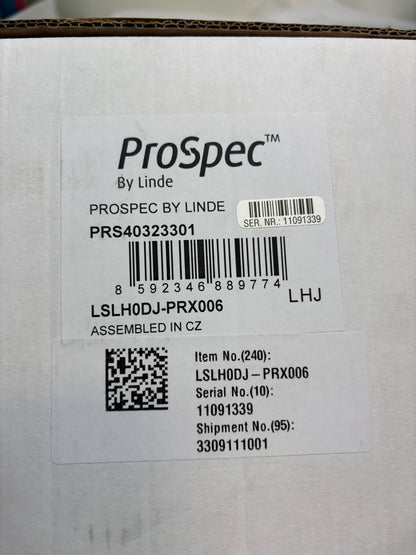 ProSpec™
By Linde
PROSPEC BY LINDE
SER. NR.: 11091339
PRS40323301
8 592346 889774
LHJ
LSLH0DJ-PRX006
ASSEMBLED IN CZ
Item No.(240):
LSLH0DJ-PRX006
Serial No.(10):
11091339
Shipment No.(95):
3309111001